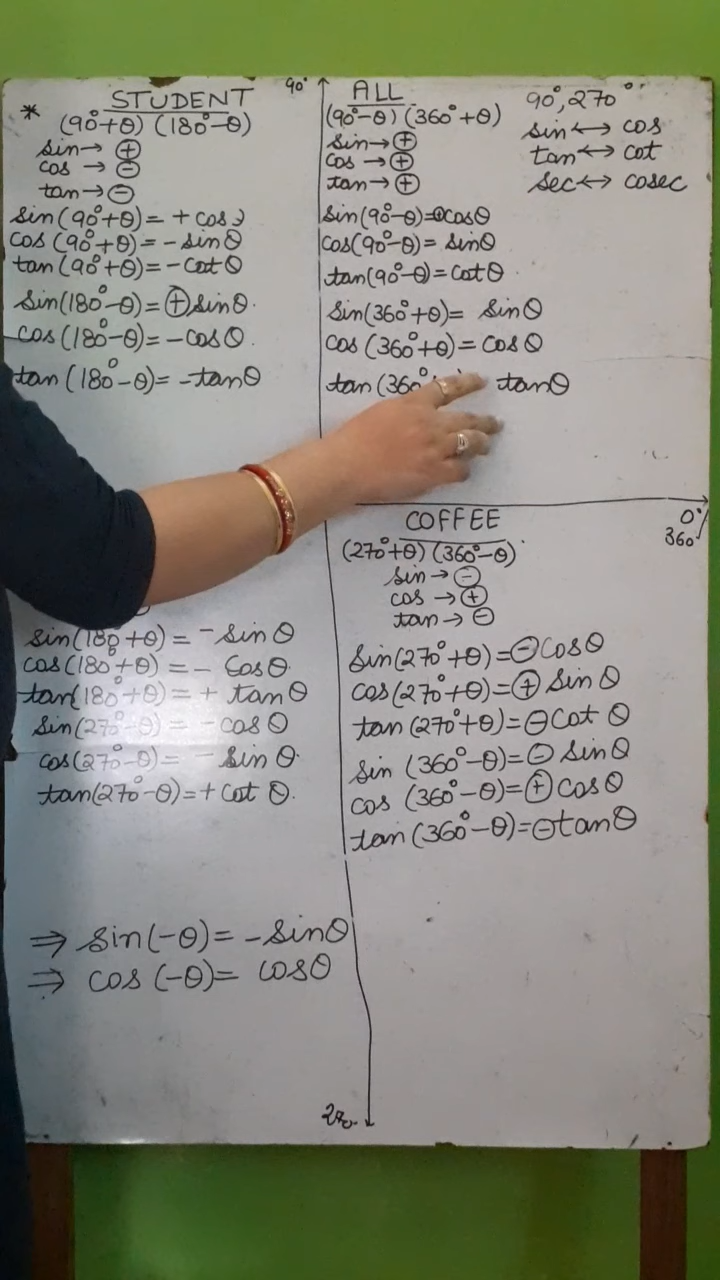 90°
* STUDENT
(90°+θ) (180°-θ)
sin→ ⊕
cos → ⊖
tan→ ⊖
sin(90°+θ) = + cos
cos(90°+θ) = - sinθ
tan(90°+θ) = - cotθ
sin(180°-θ) = ⊕ sinθ.
cos(180°-θ) = - cosθ.
tan(180°-θ) = - tanθ
ALL
(90°-θ) (360°+θ)
sin→ ⊕
cos → ⊕
tan → ⊕
sin(90°-θ)= cosθ
cos(90°-θ) = sinθ
tan(90°-θ) = cotθ
sin(360°+θ) = sinθ
cos(360°+θ) = cosθ
tan(360° tanθ
90°, 270°
sin ↔ cos
tan ↔ cot
sec ↔ cosec
0°/
360°
sin(180+θ) = - sinθ
cos(180°+θ) = - cosθ.
tan(180°+θ) = + tanθ
sin(270°-θ) = - cosθ
cos(270°-θ) = - sinθ.
tan(270°-θ) = + cotθ.
COFFEE
(270°+θ) (360°-θ)
sin → ⊖
cos → ⊕
tan → ⊖
sin(270°+θ) = ⊖ cosθ
cos(270°+θ) = ⊕ sinθ
tan(270°+θ) = ⊖ cotθ
sin (360°-θ) = ⊖ sinθ
cos (360°-θ) = ⊕ cosθ
tan (360°-θ) = ⊖ tanθ
⇒ sin(-θ) = - sinθ
⇒ cos(-θ) = cosθ
270